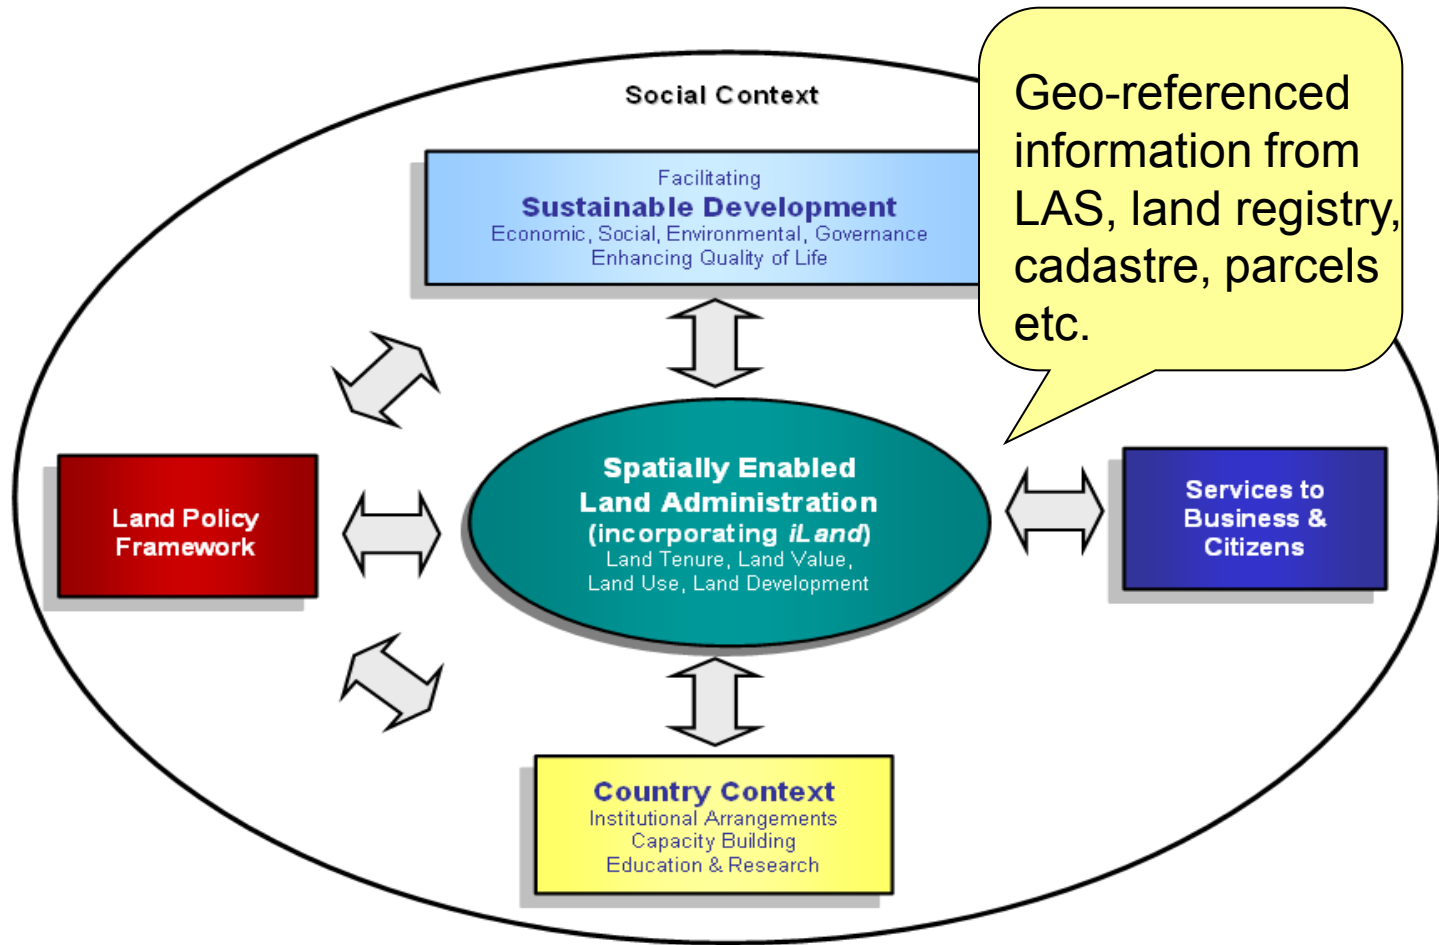 Social Context
Geo-referenced
information from
LAS, land registry,
cadastre, parcels
etc.
Facilitating
Sustainable Development
Economic, Social, Environmental, Governance
Enhancing Quality of Life
Land Policy
Framework
Spatially Enabled
Land Administration
(incorporating iLand)
Land Tenure, Land Value,
Land Use, Land Development
Services to
Business &
Citizens
Country Context
Institutional Arrangements
Capacity Building
Education & Research